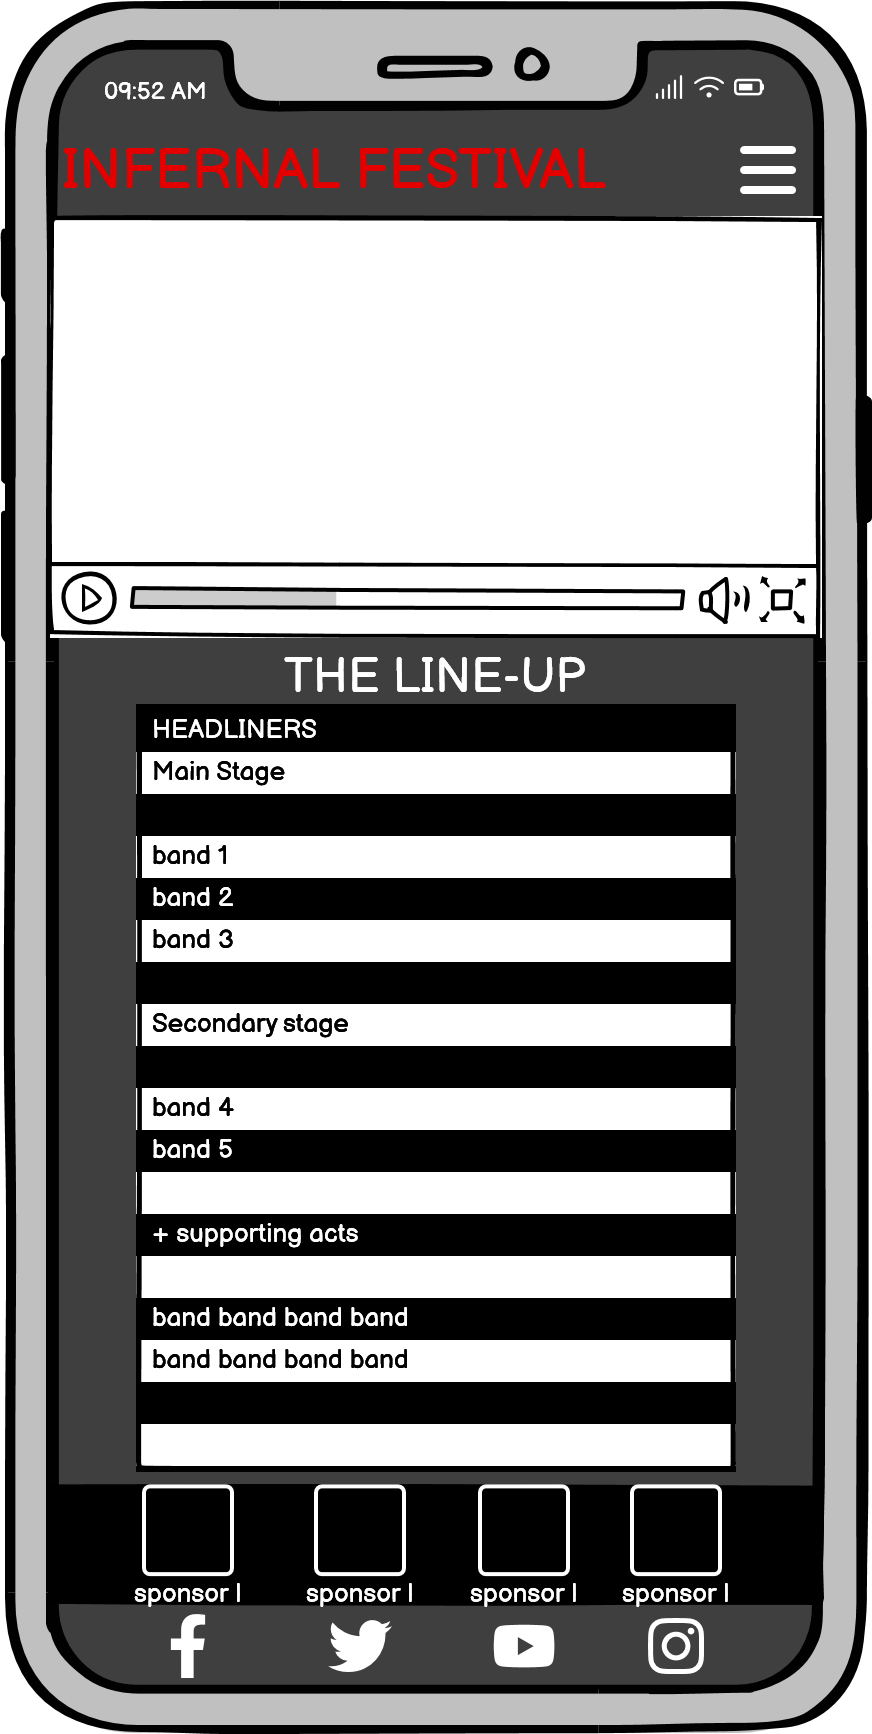 09:52 AM
INFERNAL FESTIVAL
THE LINE-UP
HEADLINERS
Main Stage
band 1
band 2
band 3
Secondary stage
band 4
band 5
+ supporting acts
band band band band
band band band band
sponsor l sponsor l sponsor l sponsor l